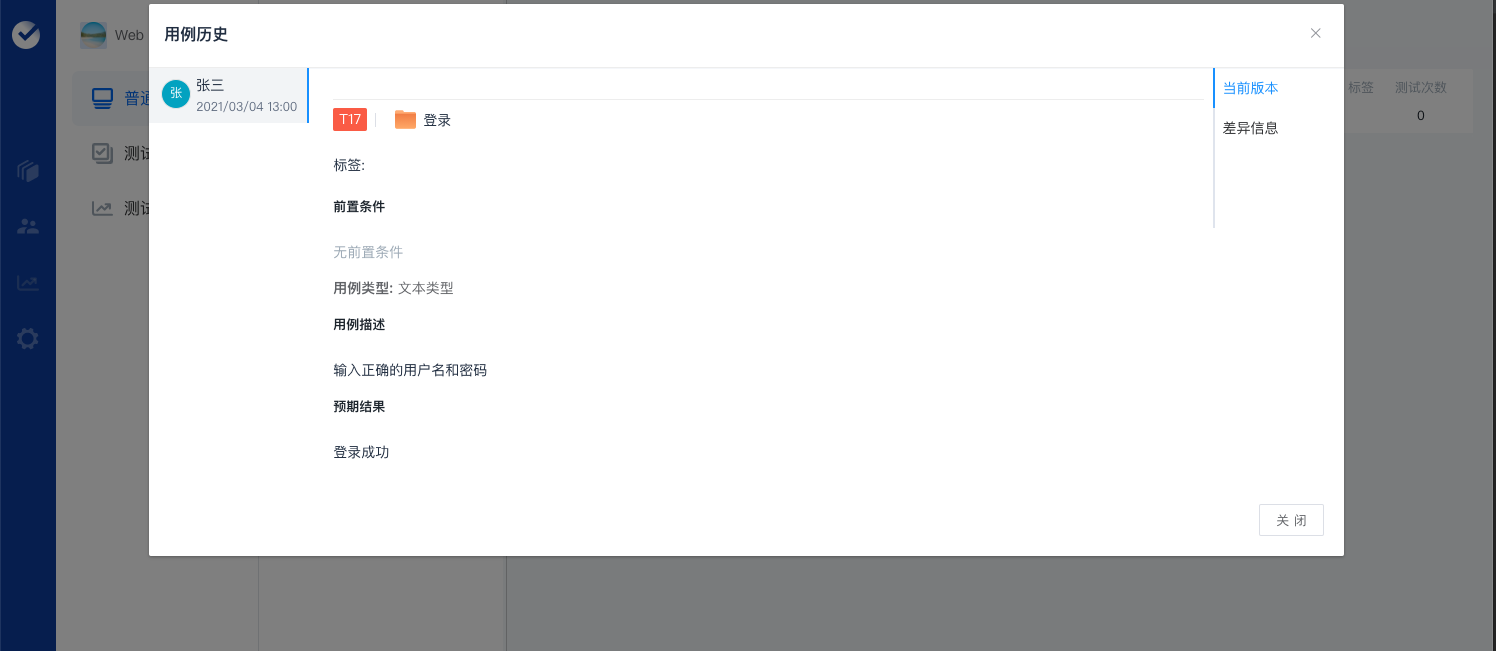 Web
普通
测试
测试
标签 测试次数
0
用例历史
张 张三
2021/03/04 13:00
T17 登录
标签:
前置条件
无前置条件
用例类型: 文本类型
用例描述
输入正确的用户名和密码
预期结果
登录成功
当前版本
差异信息
关 闭